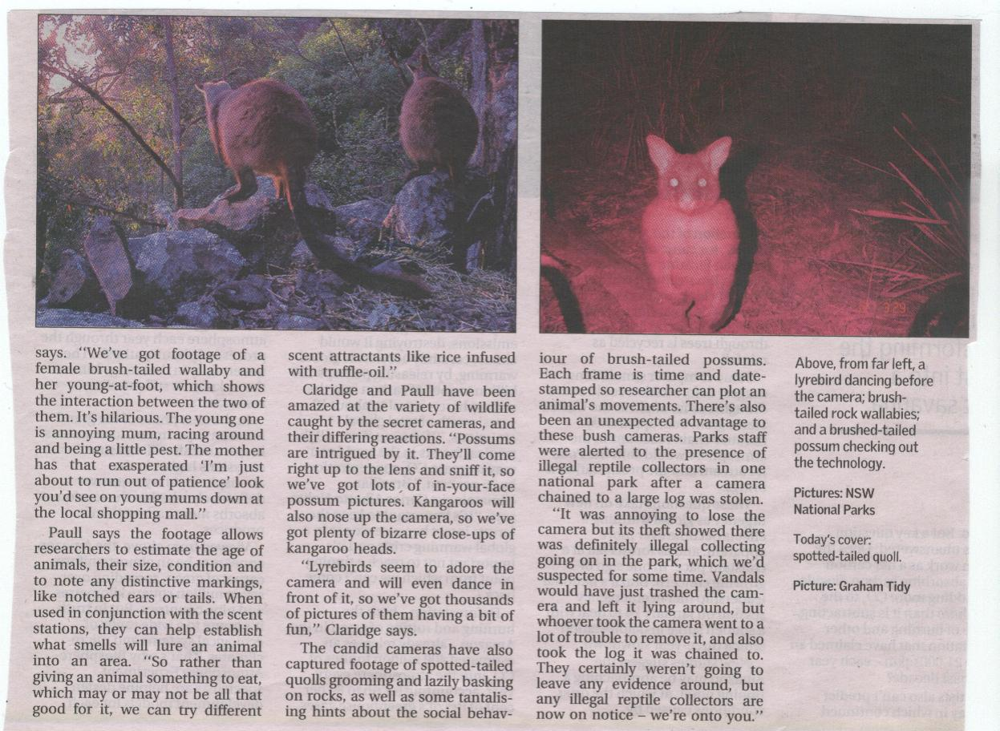 says. “We’ve got footage of a
female brush-tailed wallaby and
her young-at-foot, which shows
the interaction between the two of
them. It’s hilarious. The young one
is annoying mum, racing around
and being a little pest. The mother
has that exasperated ‘I’m just
about to run out of patience’ look
you’d see on young mums down at
the local shopping mall.”
Paull says the footage allows
researchers to estimate the age of
animals, their size, condition and
to note any distinctive markings,
like notched ears or tails. When
used in conjunction with the scent
stations, they can help establish
what smells will lure an animal
into an area. “So rather than
giving an animal something to eat,
which may or may not be all that
good for it, we can try different
scent attractants like rice infused
with truffle-oil.”
Claridge and Paull have been
amazed at the variety of wildlife
caught by the secret cameras, and
their differing reactions. “Possums
are intrigued by it. They’ll come
right up to the lens and sniff it, so
we’ve got lots of in-your-face
possum pictures. Kangaroos will
also nose up the camera, so we’ve
got plenty of bizarre close-ups of
kangaroo heads.
“Lyrebirds seem to adore the
camera and will even dance in
front of it, so we’ve got thousands
of pictures of them having a bit of
fun,” Claridge says.
The candid cameras have also
captured footage of spotted-tailed
quolls grooming and lazily basking
on rocks, as well as some tantalis-
ing hints about the social behav-
iour of brush-tailed possums.
Each frame is time and date-
stamped so researcher can plot an
animal’s movements. There’s also
been an unexpected advantage to
these bush cameras. Parks staff
were alerted to the presence of
illegal reptile collectors in one
national park after a camera
chained to a large log was stolen.
“It was annoying to lose the
camera but its theft showed there
was definitely illegal collecting
going on in the park, which we’d
suspected for some time. Vandals
would have just trashed the cam-
era and left it lying around, but
whoever took the camera went to a
lot of trouble to remove it, and also
took the log it was chained to.
They certainly weren’t going to
leave any evidence around, but
any illegal reptile collectors are
now on notice – we’re onto you.”
Above, from far left, a
lyrebird dancing before
the camera; brush-
tailed rock wallabies;
and a brushed-tailed
possum checking out
the technology.
Pictures: NSW
National Parks
Today’s cover:
spotted-tailed quoll.
Picture: Graham Tidy